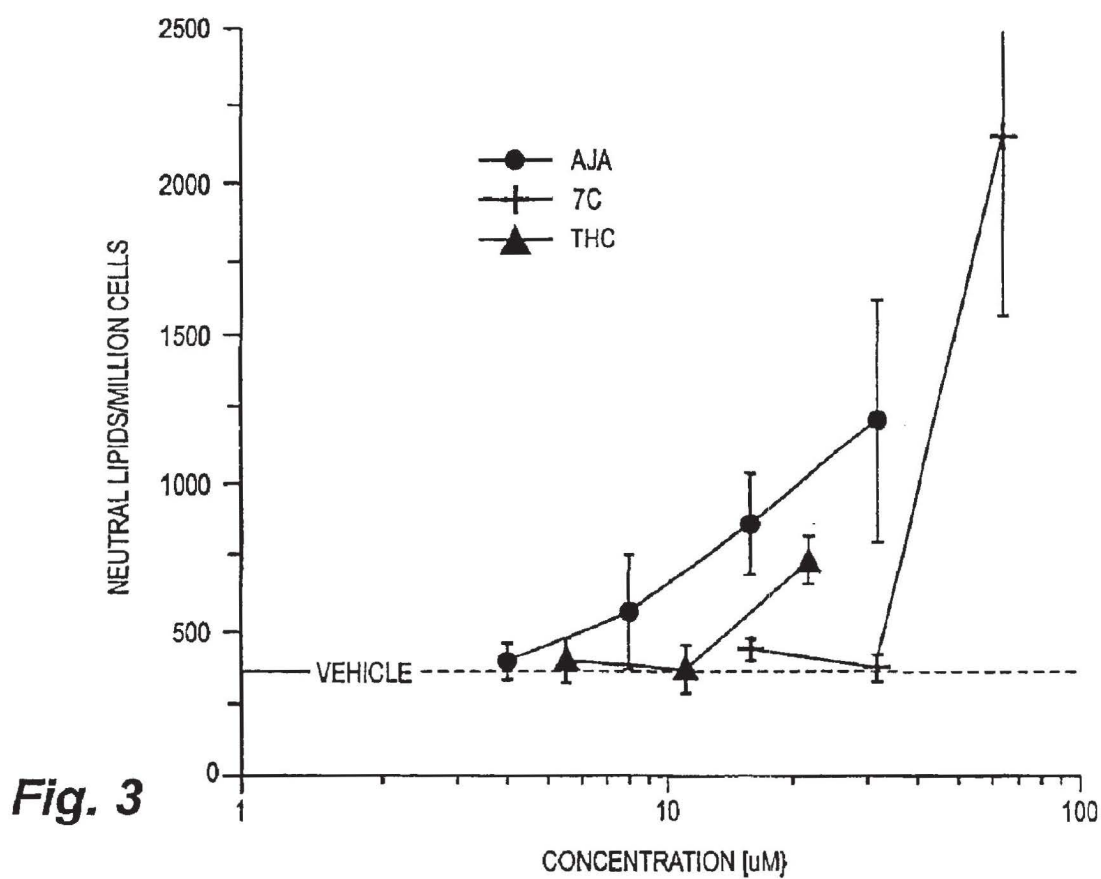 2500
2000
1500
1000
500
0
NEUTRAL LIPIDS/MILLION CELLS
AJA
7C
THC
VEHICLE
1
10
100
CONCENTRATION [uM}
Fig. 3